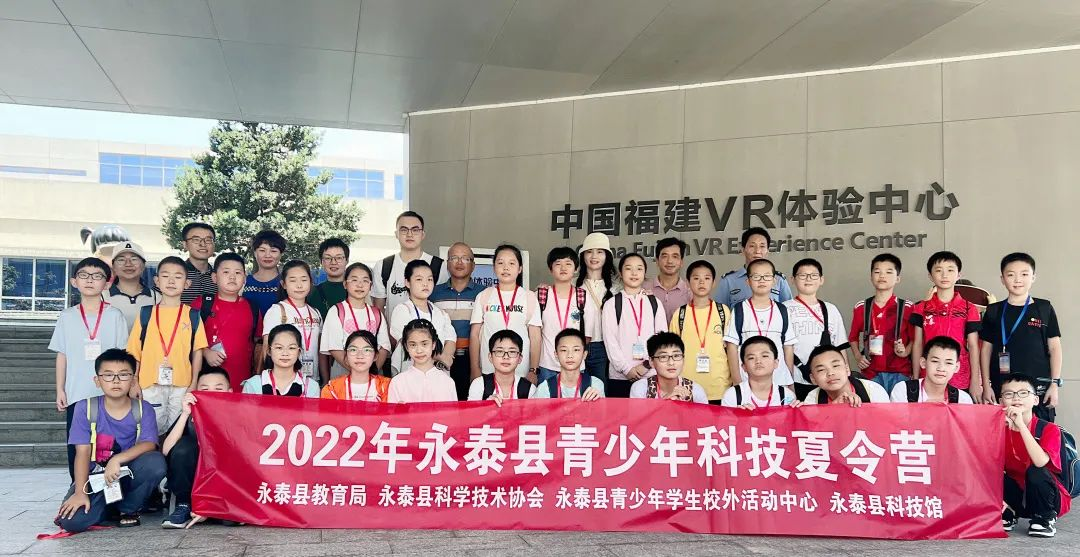 中国福建VR体验中心
VR Experience Center
2022年永泰县青少年科技夏令营
永泰县教育局 永泰县科学技术协会 永泰县青少年学生校外活动中心 永泰县科技馆